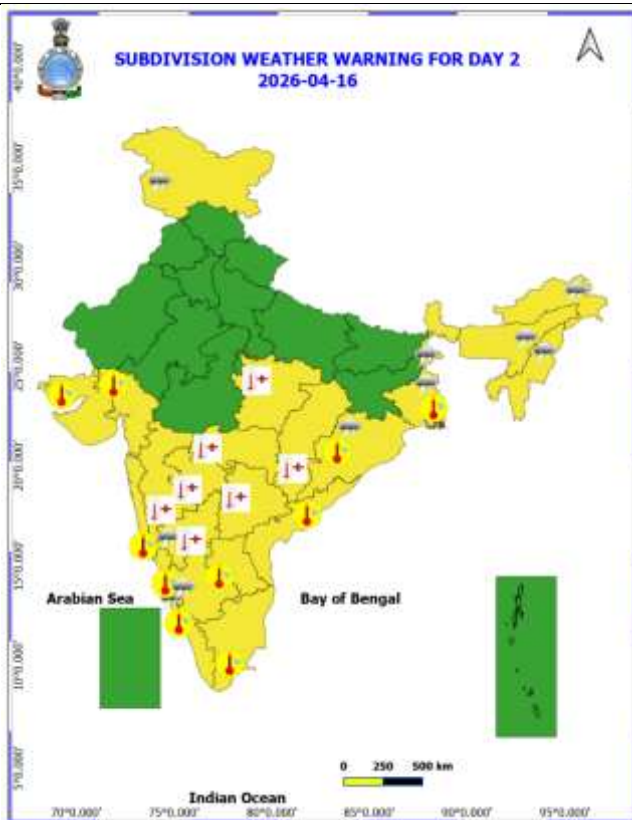 SUBDIVISION WEATHER WARNING FOR DAY 2
2026-04-16
40°0.000'
35°0.000'
30°0.000'
25°0.000'
20°0.000'
15°0.000'
10°0.000'
5°0.000'
Arabian Sea
Bay of Bengal
0 250 500 km
Indian Ocean
70°0.000' 75°0.000' 80°0.000' 85°0.000' 90°0.000' 95°0.000'